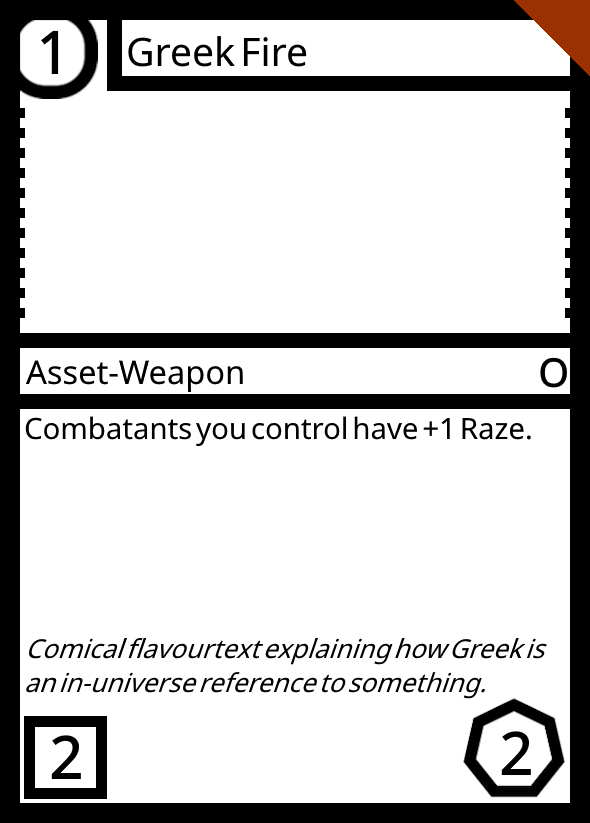 1
Greek Fire
Asset-Weapon
O
Combatants you control have +1 Raze.
Comical flavourtext explaining how Greek is
an in-universe reference to something.
2
2